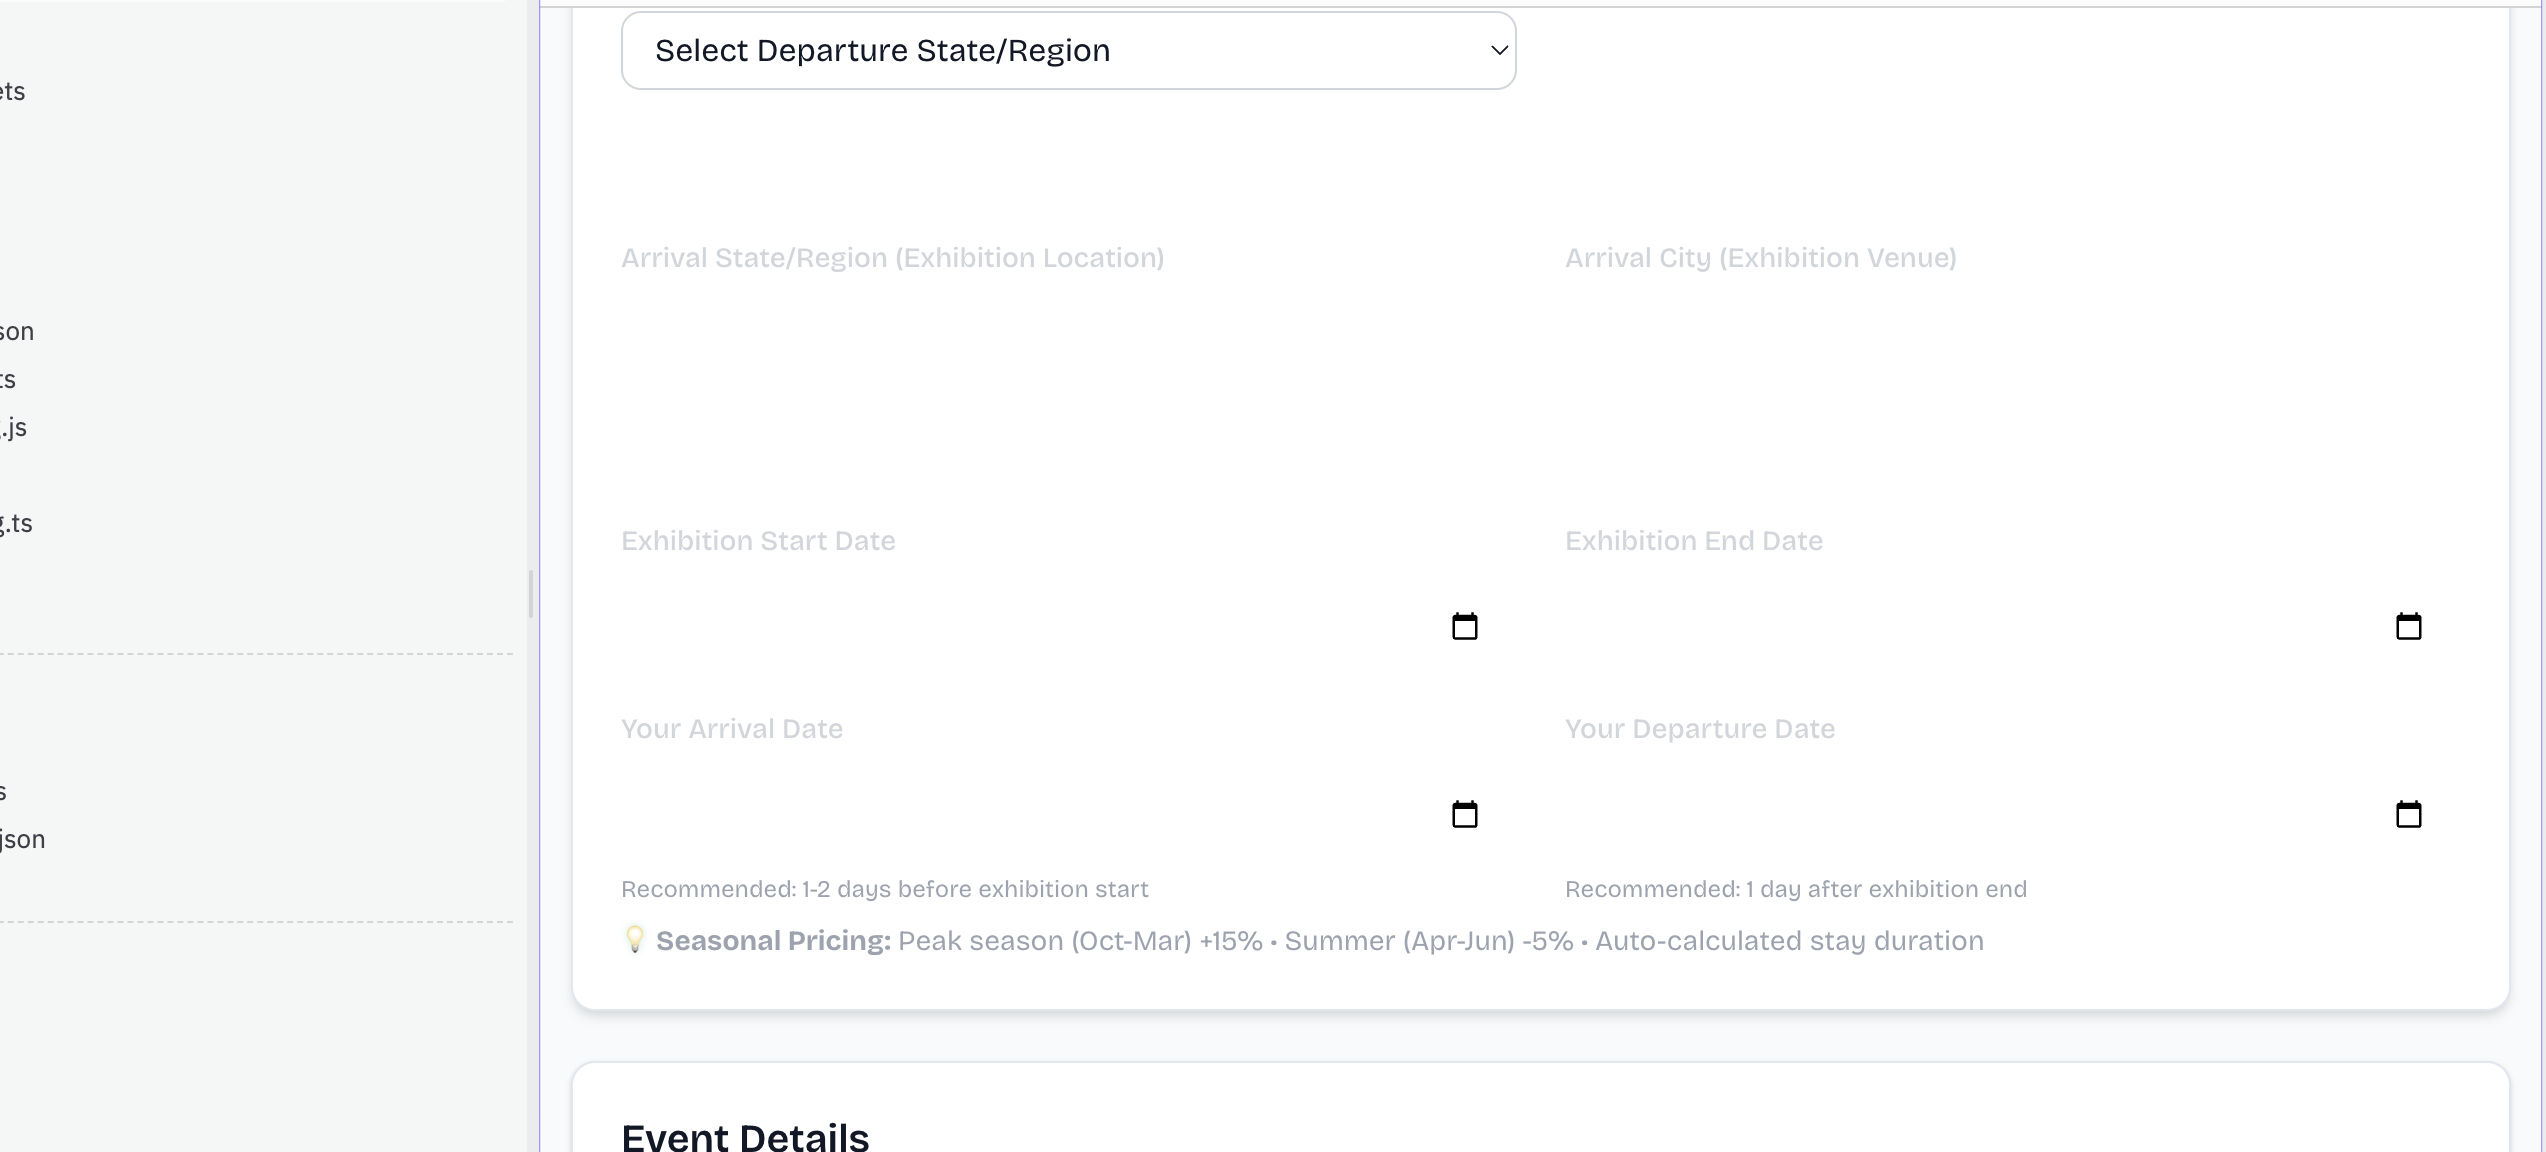 Select Departure State/Region
ets
Arrival State/Region (Exhibition Location)
Arrival City (Exhibition Venue)
son
ts
.js
g.ts
Exhibition Start Date
Exhibition End Date
Your Arrival Date
Your Departure Date
s
json
Recommended: 1-2 days before exhibition start
Recommended: 1 day after exhibition end
💡 Seasonal Pricing: Peak season (Oct-Mar) +15% • Summer (Apr-Jun) -5% • Auto-calculated stay duration
Event Details